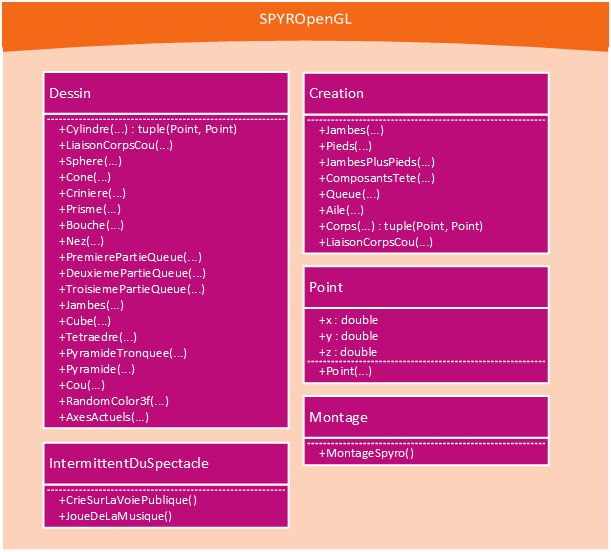 SPYROpenGL
Dessin
+Cylindre(...) : tuple(Point, Point)
+LiaisonCorpsCou(...)
+Sphere(...)
+Cone(...)
+Criniere(...)
+Prisme(...)
+Bouche(...)
+Nez(...)
+PremierePartieQueue(...)
+DeuxiemePartieQueue(...)
+TroisiemePartieQueue(...)
+Jambes(...)
+Cube(...)
+Tetraedre(...)
+PyramideTronquee(...)
+Pyramide(...)
+Cou(...)
+RandomColor3f(...)
+AxesActuels(...)
IntermittentDuSpectacle
+CrieSurLaVoiePublique()
+JoueDeLaMusique()
Creation
+Jambes(...)
+Pieds(...)
+JambesPlusPieds(...)
+ComposantsTete(...)
+Queue(...)
+Aile(...)
+Corps(...) : tuple(Point, Point)
+LiaisonCorpsCou(...)
Point
+x : double
+y : double
+z : double
+Point(...)
Montage
+MontageSpyro()